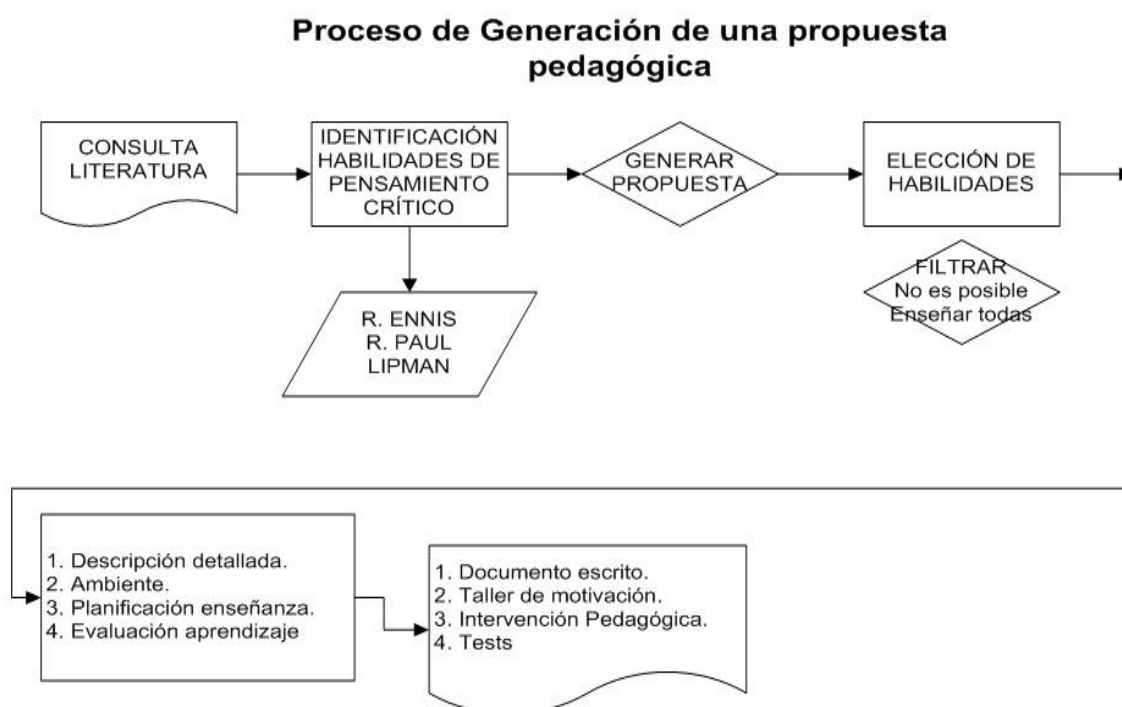 Proceso de Generación de una propuesta
pedagógica
CONSULTA
LITERATURA
IDENTIFICACIÓN
HABILIDADES DE
PENSAMIENTO
CRÍTICO
GENERAR
PROPUESTA
ELECCIÓN DE
HABILIDADES
FILTRAR
No es posible
Enseñar todas
R. ENNIS
R. PAUL
LIPMAN
1. Descripción detallada.
2. Ambiente.
3. Planificación enseñanza.
4. Evaluación aprendizaje
1. Documento escrito.
2. Taller de motivación.
3. Intervención Pedagógica.
4. Tests